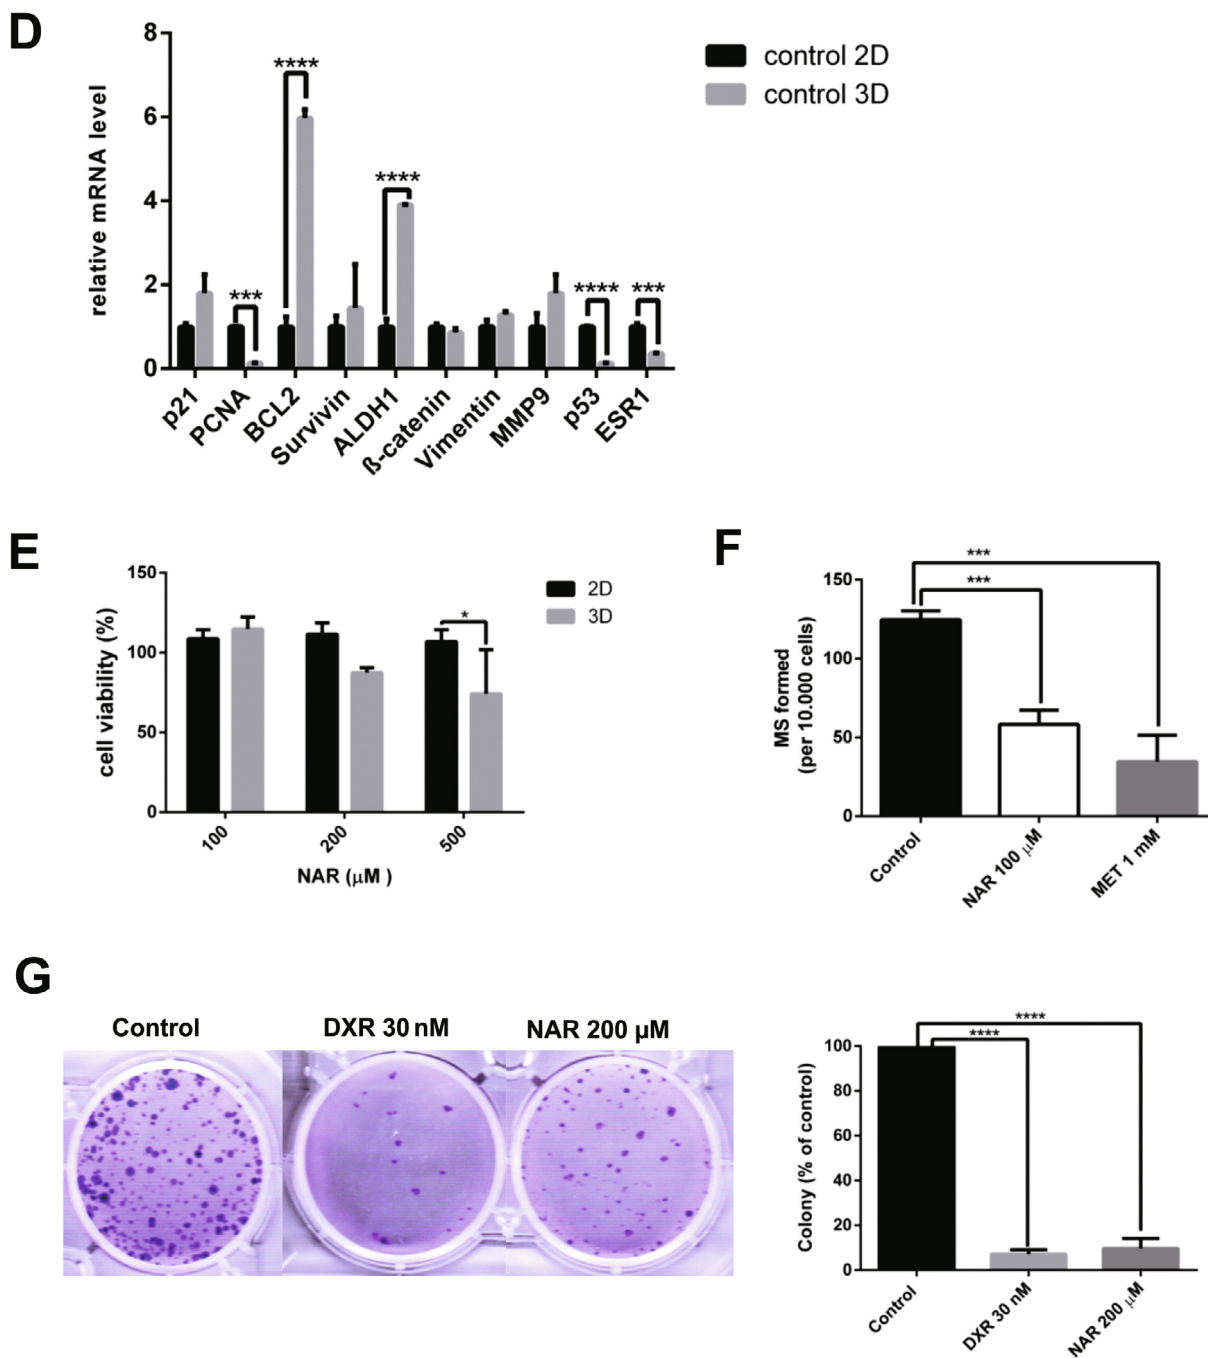 D
8
6
4
2
0
relative mRNA level
****
****
***
****
***
control 2D
control 3D
p21
PCNA
BCL2
Survivin
ALDH1
ß-catenin
Vimentin
MMP9
p53
ESR1
E
150
100
50
0
cell viability (%)
*
2D
3D
100
200
500
NAR (μM )
F
150
100
50
0
MS formed
(per 10.000 cells)
***
***
Control
NAR 100 μM
MET 1 mM
G
Control
DXR 30 nM
NAR 200 μM
100
80
60
40
20
0
Colony (% of control)
****
****
Control
DXR 30 nM
NAR 200 μM